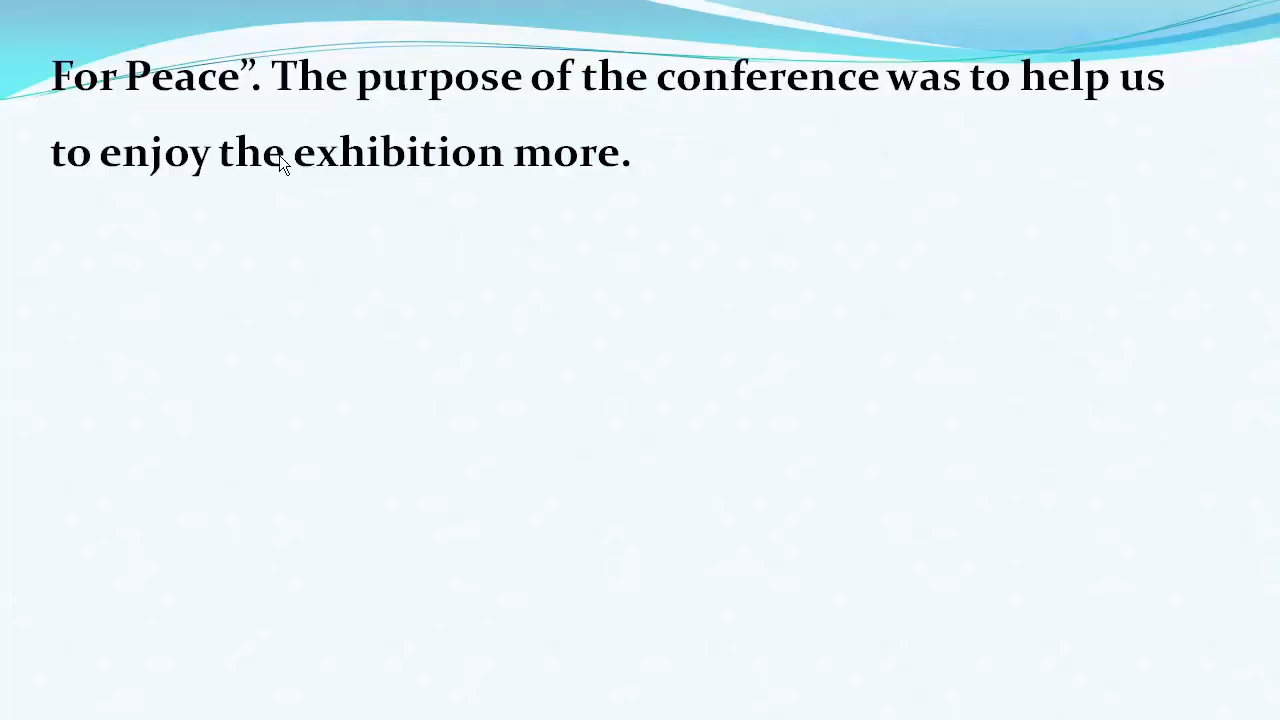 For Peace”. The purpose of the conference was to help us
to enjoy the exhibition more.